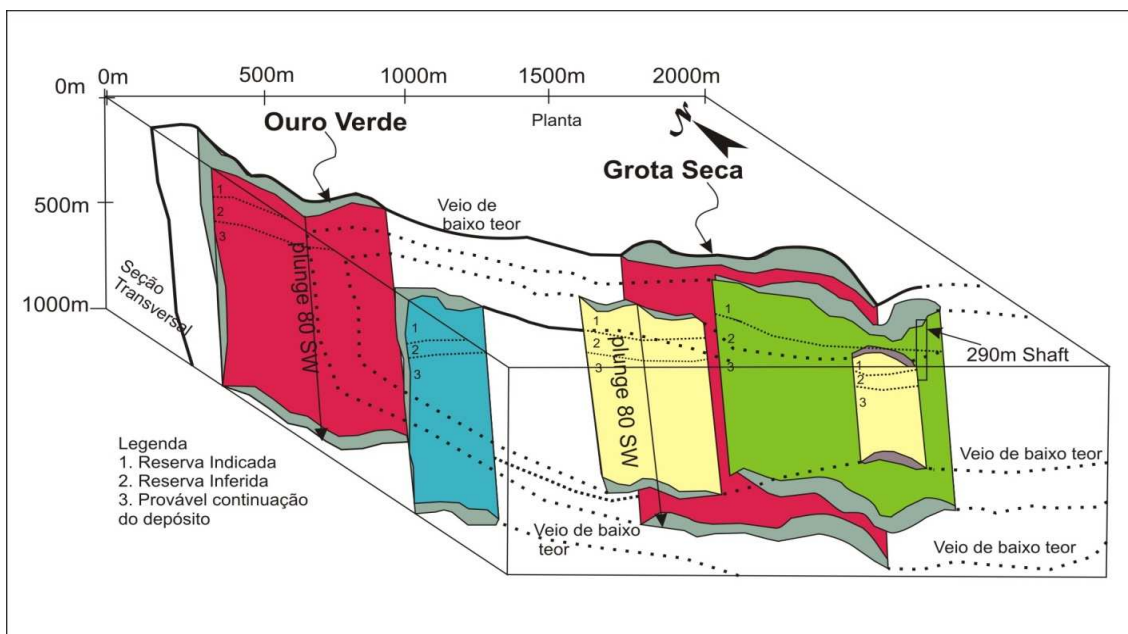 0m
0m
500m
1000m
1500m
2000m
Ouro Verde
Planta
N
Grota Seca
500m
Veio de
baixo teor
1
2
3
plunge 80 SW
Seção
Transversal
1000m
1
2
3
1
2
3
plunge 80 SW
1
2
3
290m Shaft
1
2
3
Legenda
1. Reserva Indicada
2. Reserva Inferida
3. Provável continuação
do depósito
Veio de baixo teor
Veio de baixo
teor
Veio de baixo teor